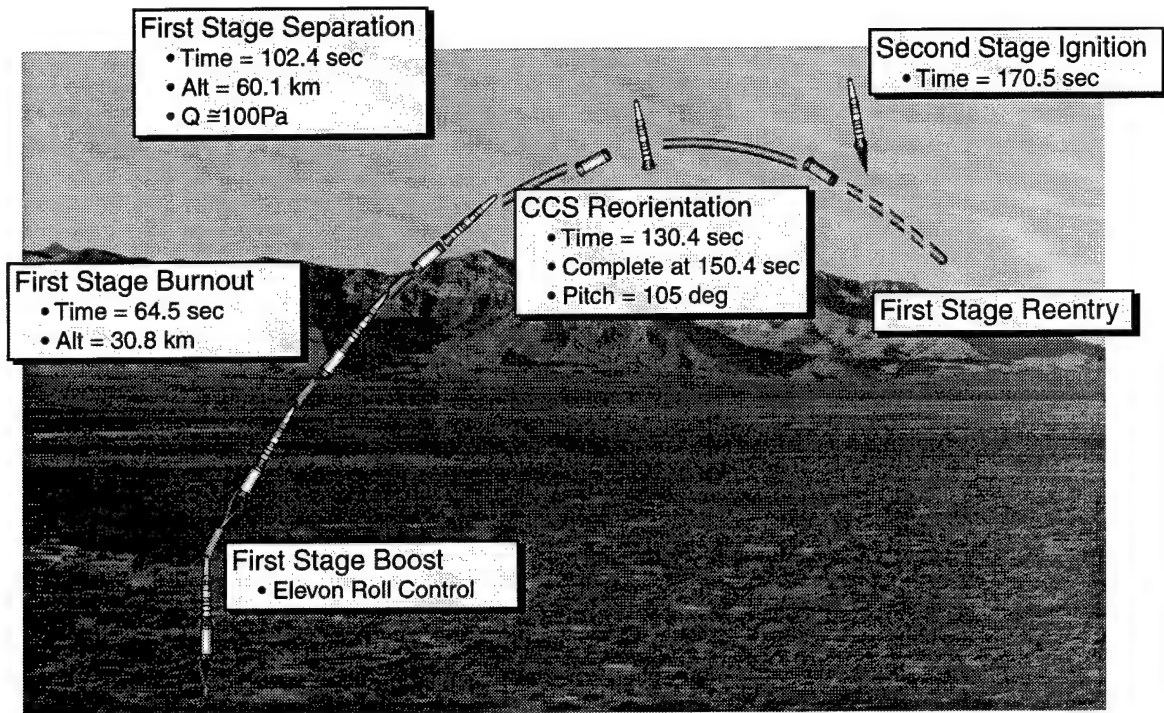 First Stage Separation
• Time = 102.4 sec
• Alt = 60.1 km
• Q ≅100Pa
Second Stage Ignition
• Time = 170.5 sec
CCS Reorientation
• Time = 130.4 sec
• Complete at 150.4 sec
• Pitch = 105 deg
First Stage Burnout
• Time = 64.5 sec
• Alt = 30.8 km
First Stage Reentry
First Stage Boost
• Elevon Roll Control